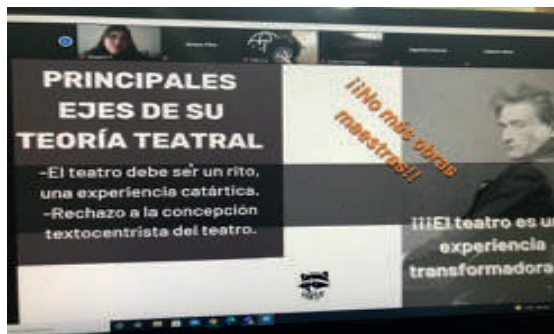 PRINCIPALES
EJES DE SU
TEORÍA TEATRAL
-El teatro debe ser un rito,
una experiencia catártica.
-Rechazo a la concepción
textocentrista del teatro.
¡¡No más obras
maestras!!
¡¡¡El teatro es
experiencia
transformadora